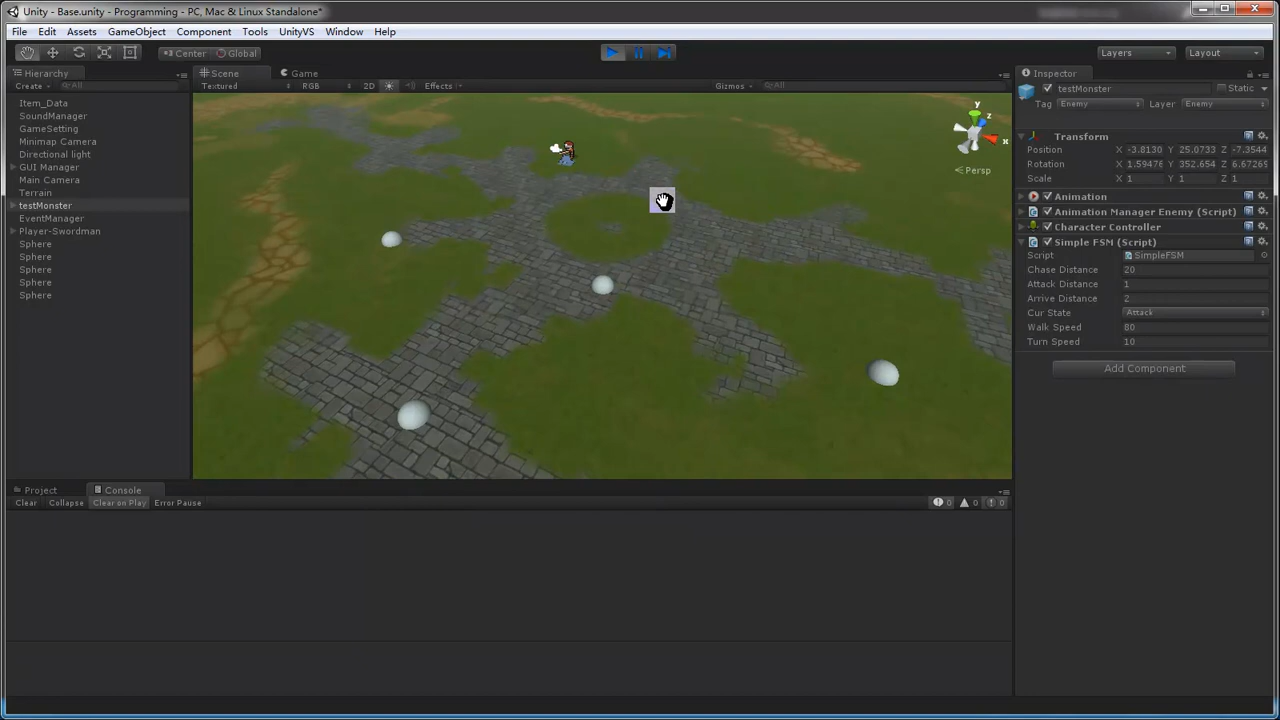 Unity - Base.unity - Programming - PC, Mac & Linux Standalone*
File Edit Assets GameObject Component Tools UnityVS Window Help
Center Global Layers Layout
Hierarchy
Create All
Item_Data
SoundManager
GameSetting
Minimap Camera
Directional light
GUI Manager
Main Camera
Terrain
testMonster
EventManager
Player-Swordman
Sphere
Sphere
Sphere
Sphere
Sphere
Scene Game
Textured RGB 2D Effects Gizmos All
y
z
x
Persp
Inspector
testMonster Static
Tag Enemy Layer Enemy
Transform
Position X -3.8130 Y 25.0733 Z -7.3544
Rotation X 1.59476 Y 352.654 Z 6.67269
Scale X 1 Y 1 Z 1
Animation
Animation Manager Enemy (Script)
Character Controller
Simple FSM (Script)
Script SimpleFSM
Chase Distance 20
Attack Distance 1
Arrive Distance 2
Cur State Attack
Walk Speed 80
Turn Speed 10
Add Component
Project Console
Clear Collapse Clear on Play Error Pause 0 0 0